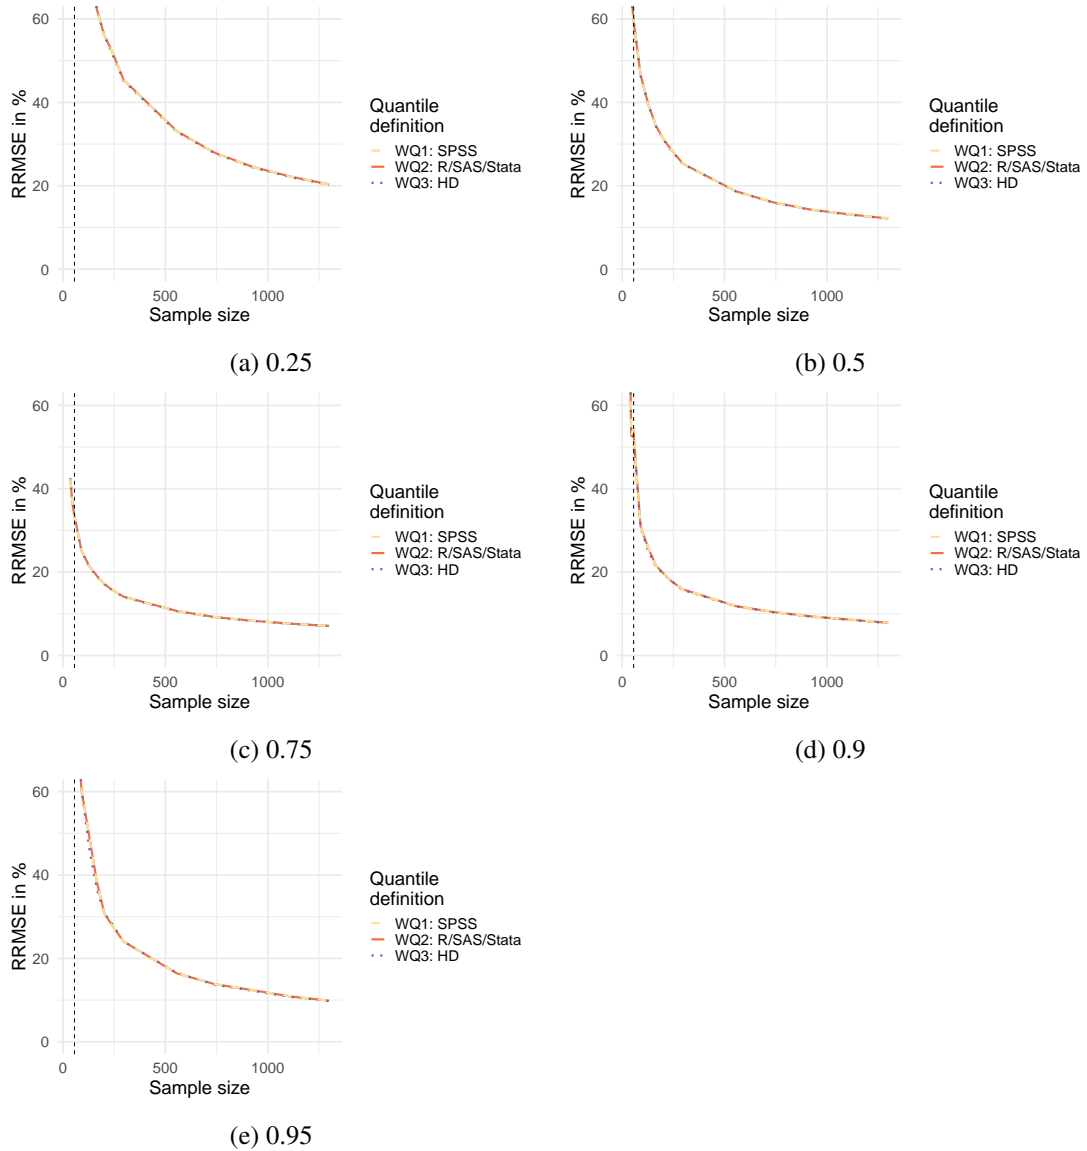 60
40
20
0
RRMSE in %
0 500 1000
Sample size
Quantile
definition
WQ1: SPSS
WQ2: R/SAS/Stata
WQ3: HD
(a) 0.25
60
40
20
0
RRMSE in %
0 500 1000
Sample size
Quantile
definition
WQ1: SPSS
WQ2: R/SAS/Stata
WQ3: HD
(b) 0.5
60
40
20
0
RRMSE in %
0 500 1000
Sample size
Quantile
definition
WQ1: SPSS
WQ2: R/SAS/Stata
WQ3: HD
(c) 0.75
60
40
20
0
RRMSE in %
0 500 1000
Sample size
Quantile
definition
WQ1: SPSS
WQ2: R/SAS/Stata
WQ3: HD
(d) 0.9
60
40
20
0
RRMSE in %
0 500 1000
Sample size
Quantile
definition
WQ1: SPSS
WQ2: R/SAS/Stata
WQ3: HD
(e) 0.95